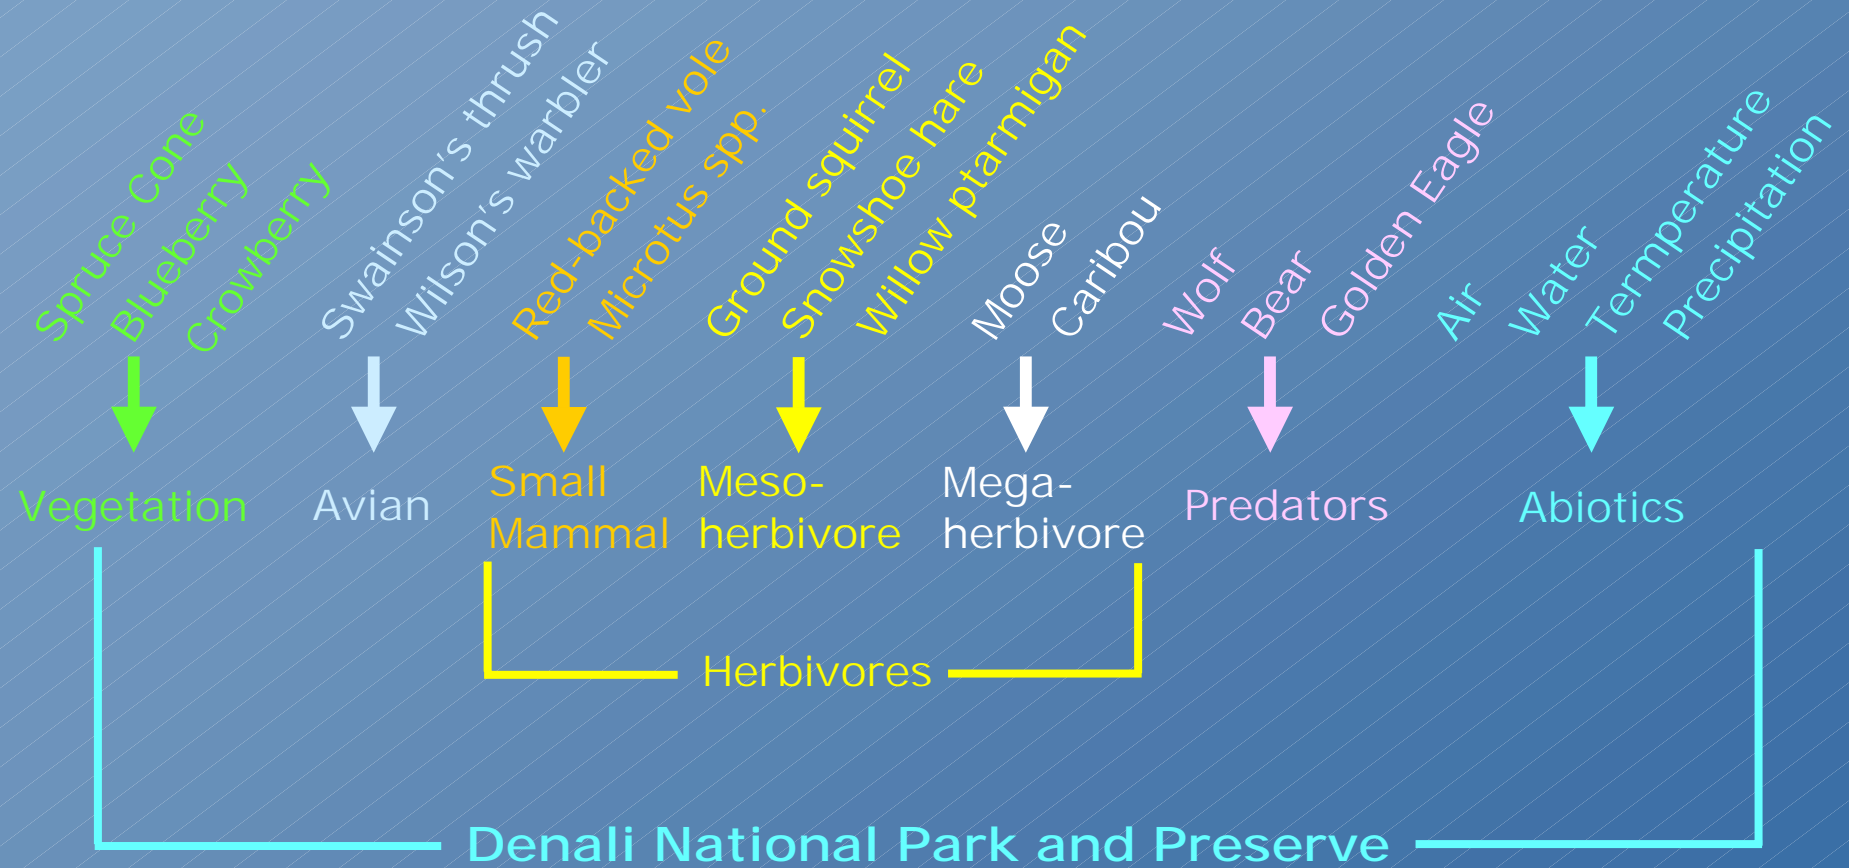 Spruce Cone
Blueberry
Crowberry
Swainson's thrush
Wilson's warbler
Red-backed vole
Microtus spp.
Ground squirrel
Snowshoe hare
Willow ptarmigan
Moose
Caribou
Wolf
Bear
Golden Eagle
Air
Water
Termperature
Precipitation
Vegetation
Avian
Small
Mammal
Meso-
herbivore
Mega-
herbivore
Predators
Abiotics
Herbivores
Denali National Park and Preserve